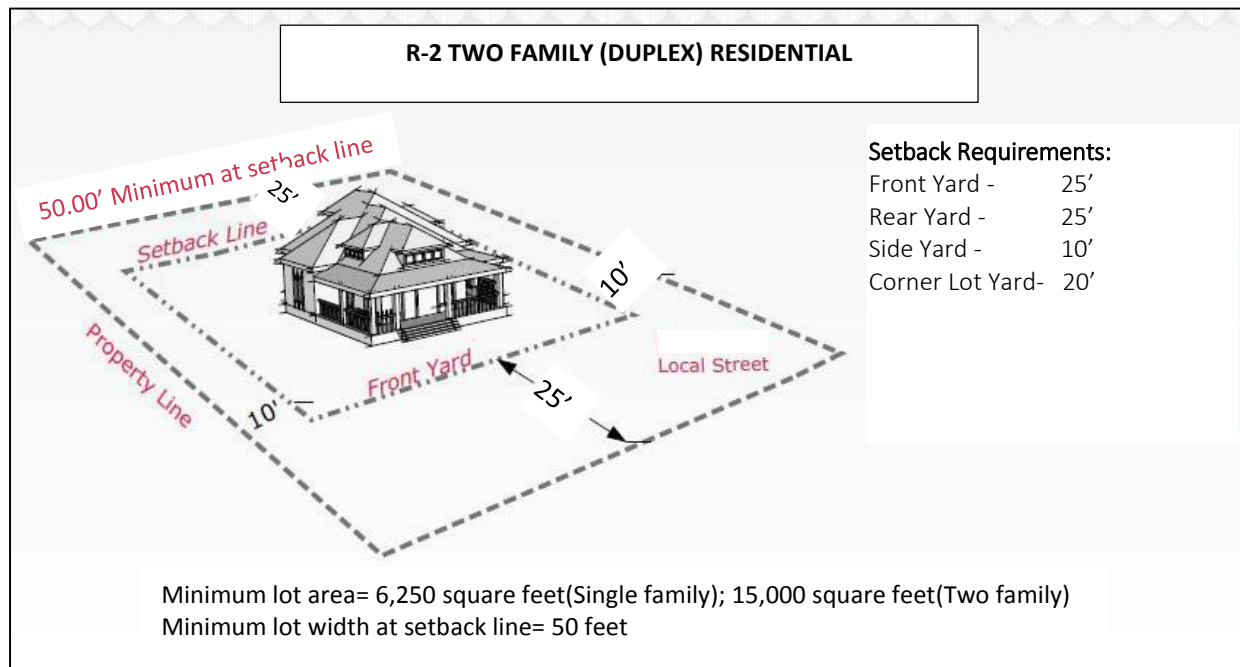 R-2 TWO FAMILY (DUPLEX) RESIDENTIAL
50.00’ Minimum at setback line
25’
Setback Line
10’
Property Line
Front Yard
Local Street
25’
10’
Setback Requirements:
Front Yard - 25’
Rear Yard - 25’
Side Yard - 10’
Corner Lot Yard- 20’
Minimum lot area= 6,250 square feet(Single family); 15,000 square feet(Two family)
Minimum lot width at setback line= 50 feet